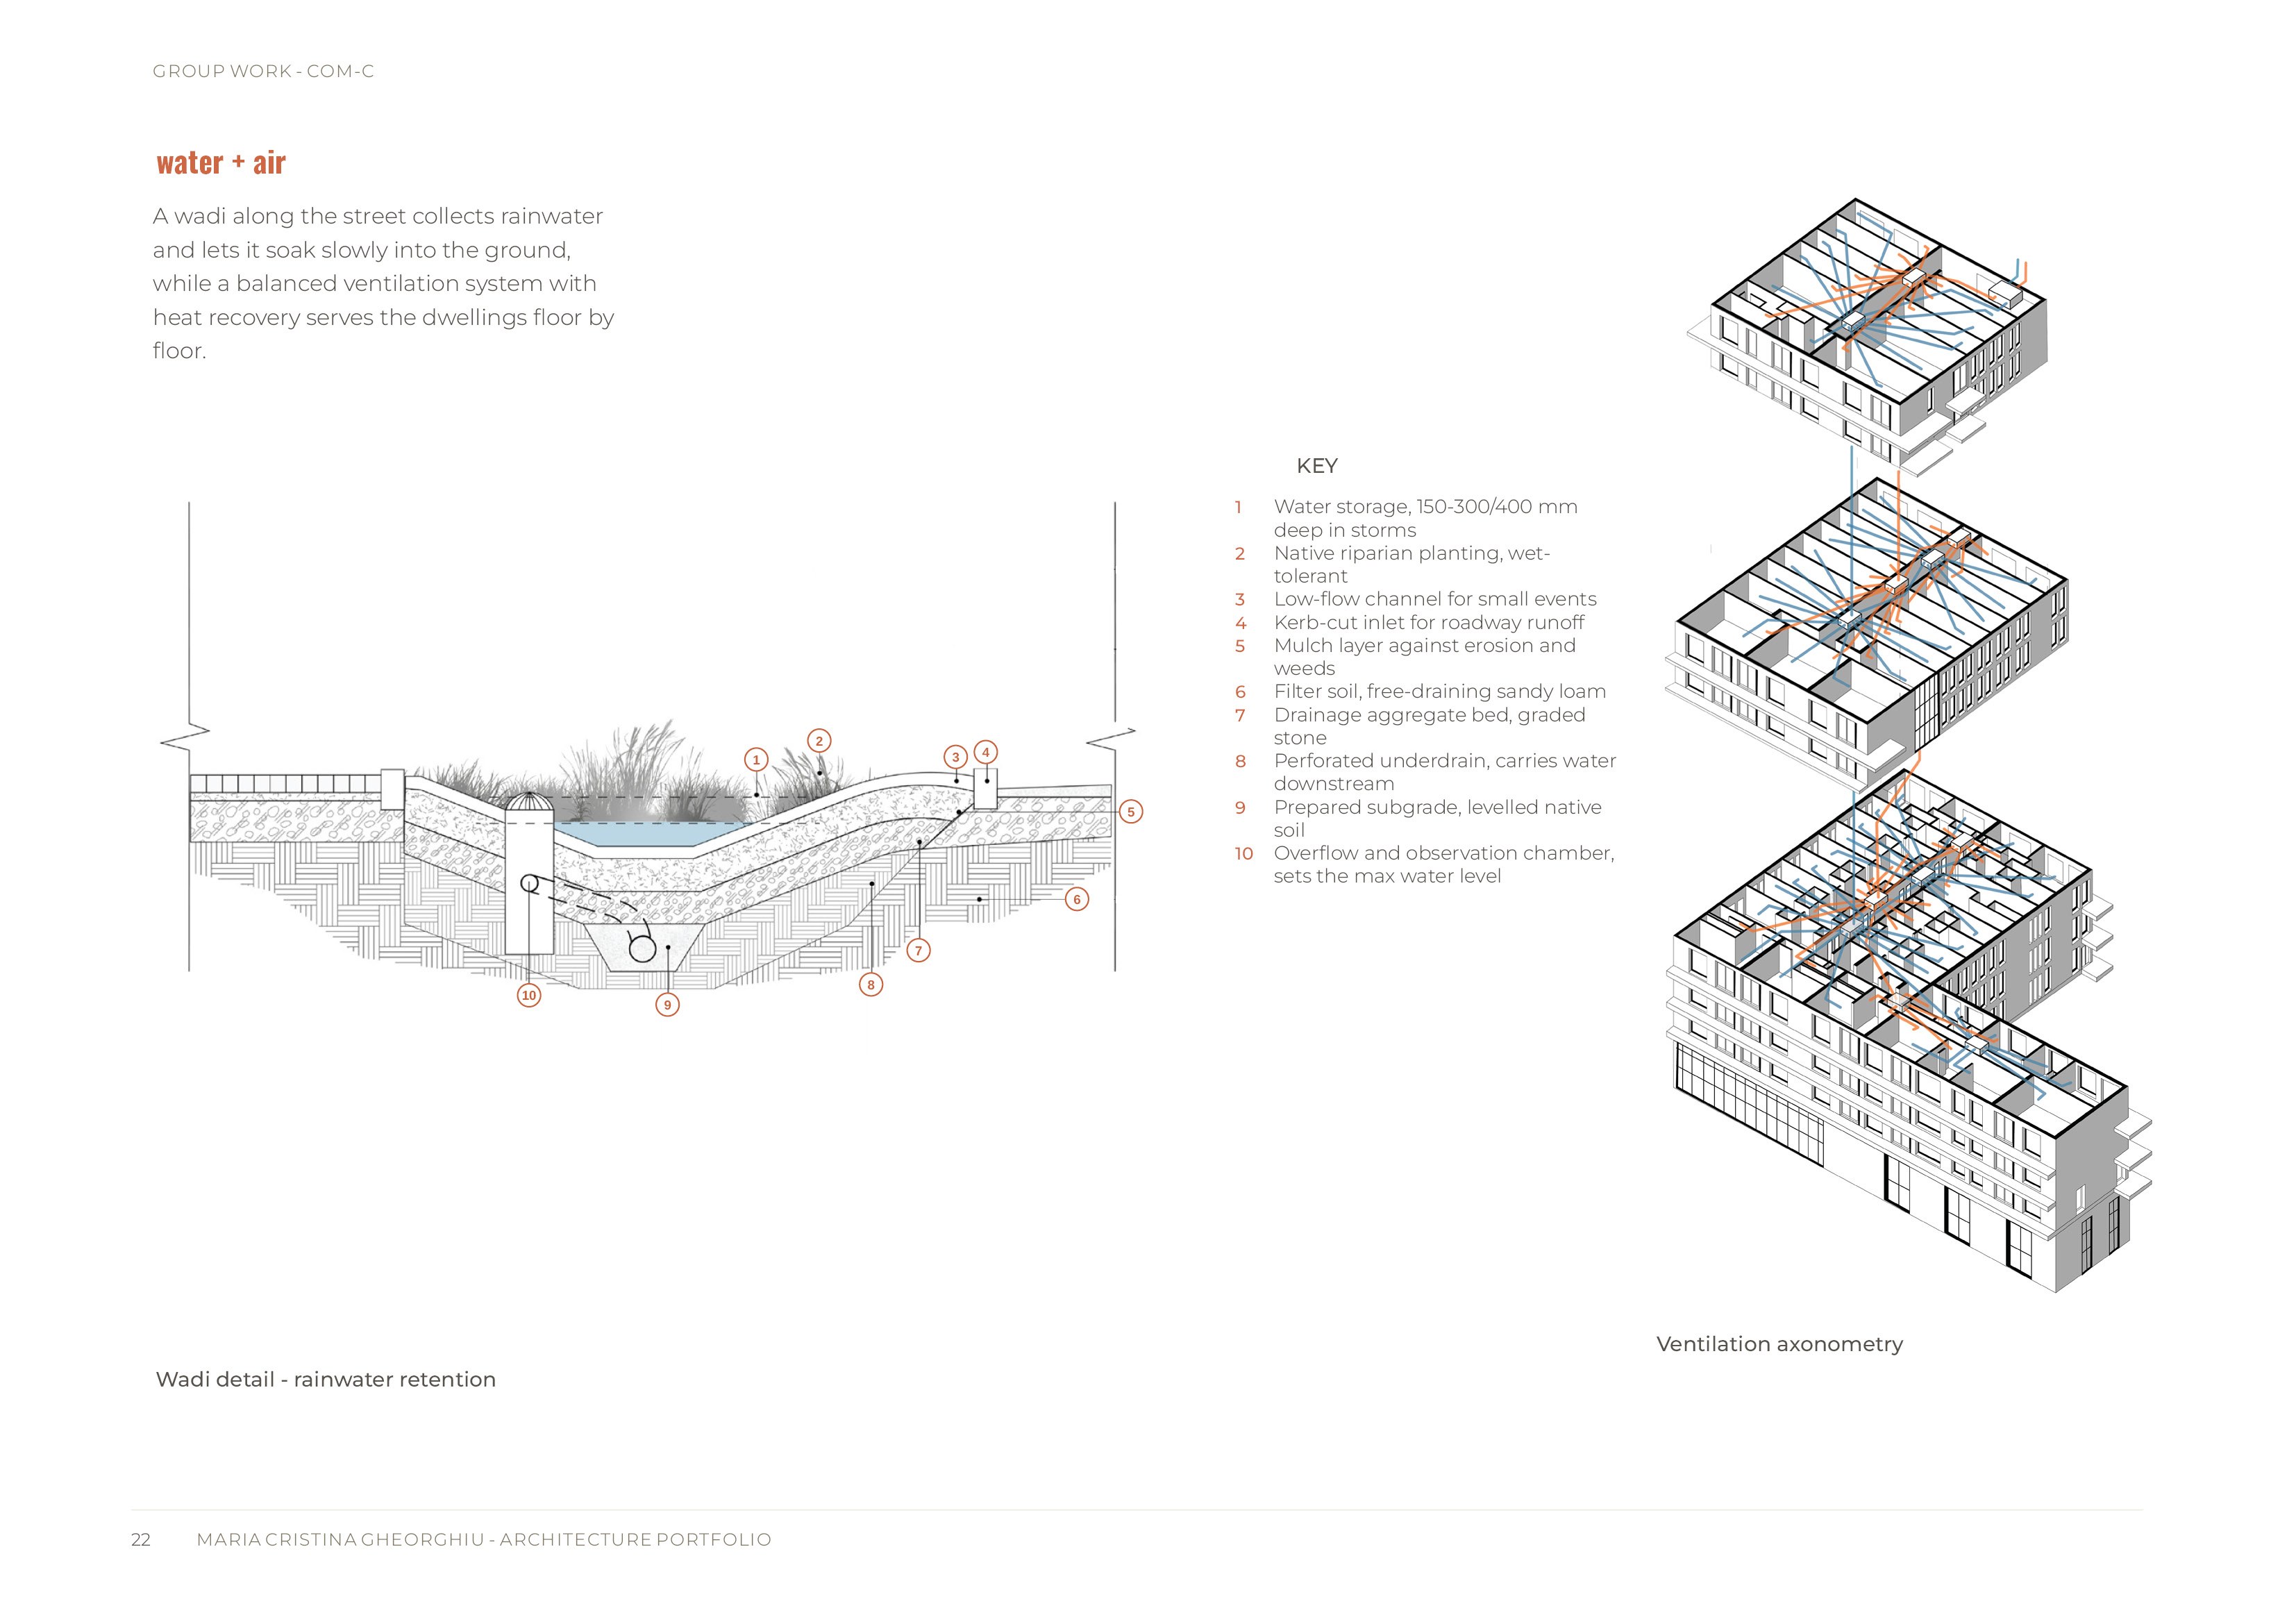 GROUP WORK - COM-C
water + air
A wadi along the street collects rainwater
and lets it soak slowly into the ground,
while a balanced ventilation system with
heat recovery serves the dwellings floor by
floor.
KEY
1 Water storage, 150-300/400 mm
deep in storms
2 Native riparian planting, wet-
tolerant
3 Low-flow channel for small events
4 Kerb-cut inlet for roadway runoff
5 Mulch layer against erosion and
weeds
6 Filter soil, free-draining sandy loam
7 Drainage aggregate bed, graded
stone
8 Perforated underdrain, carries water
downstream
9 Prepared subgrade, levelled native
soil
10 Overflow and observation chamber,
sets the max water level
1
2
3
4
5
6
7
8
9
10
Ventilation axonometry
Wadi detail - rainwater retention
22 MARIA CRISTINA GHEORGHIU - ARCHITECTURE PORTFOLIO